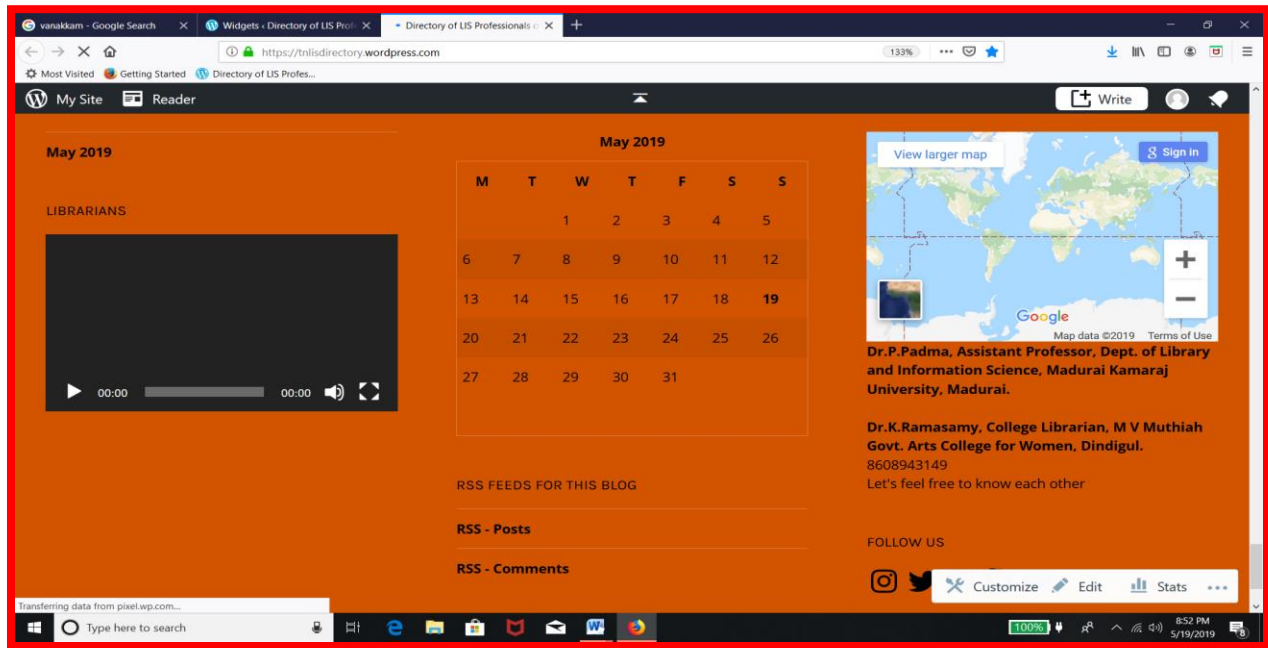 vanakkam - Google Search
Widgets ‹ Directory of LIS Prof
Directory of LIS Professionals o
https://tnlisdirectory.wordpress.com
133%
Most Visited
Getting Started
Directory of LIS Profes...
My Site
Reader
Write
May 2019
LIBRARIANS
00:00
00:00
May 2019
M T W T F S S
1 2 3 4 5
6 7 8 9 10 11 12
13 14 15 16 17 18 19
20 21 22 23 24 25 26
27 28 29 30 31
RSS FEEDS FOR THIS BLOG
RSS - Posts
RSS - Comments
View larger map
Sign in
Google
Map data ©2019 Terms of Use
Dr.P.Padma, Assistant Professor, Dept. of Library
and Information Science, Madurai Kamaraj
University, Madurai.
Dr.K.Ramasamy, College Librarian, M V Muthiah
Govt. Arts College for Women, Dindigul.
8608943149
Let's feel free to know each other
FOLLOW US
Customize
Edit
Stats
Transferring data from pixel.wp.com...
Type here to search
100%
8:52 PM
5/19/2019